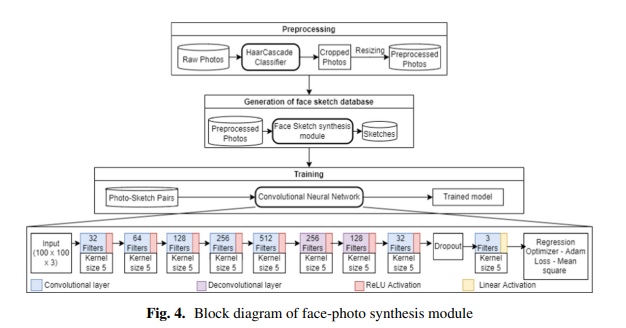 Preprocessing
Raw Photos
HaarCascade
Classifier
Cropped
Photos
Resizing
Preprocessed
Photos
Generation of face sketch database
Preprocessed
Photos
Face Sketch synthesis
module
Sketches
Training
Photo-Sketch Pairs
Convolutional Neural Network
Trained model
Input
(100 x 100
x 3)
32
Filters
Kernel
size 5
64
Filters
Kernel
size 5
128
Filters
Kernel
size 5
256
Filters
Kernel
size 5
512
Filters
Kernel
size 5
256
Filters
Kernel
size 5
128
Filters
Kernel
size 5
32
Filters
Kernel
size 5
Dropout
3
Filters
Kernel
size 5
Regression
Optimizer - Adam
Loss - Mean
square
Convolutional layer
Deconvolutional layer
ReLU Activation
Linear Activation
Fig. 4. Block diagram of face-photo synthesis module